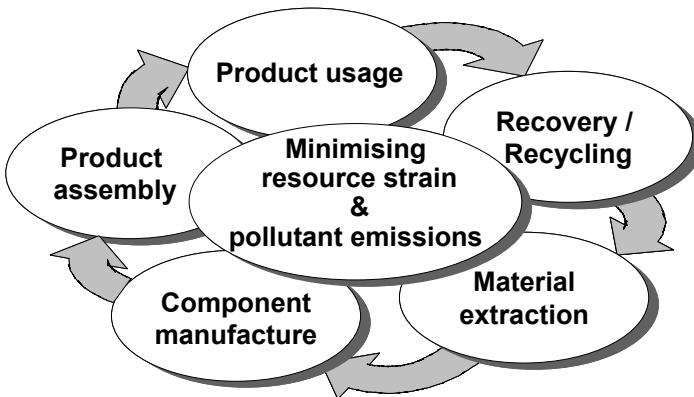 Product usage
Recovery /
Recycling
Material
extraction
Component
manufacture
Product
assembly
Minimising
resource strain
&
pollutant emissions